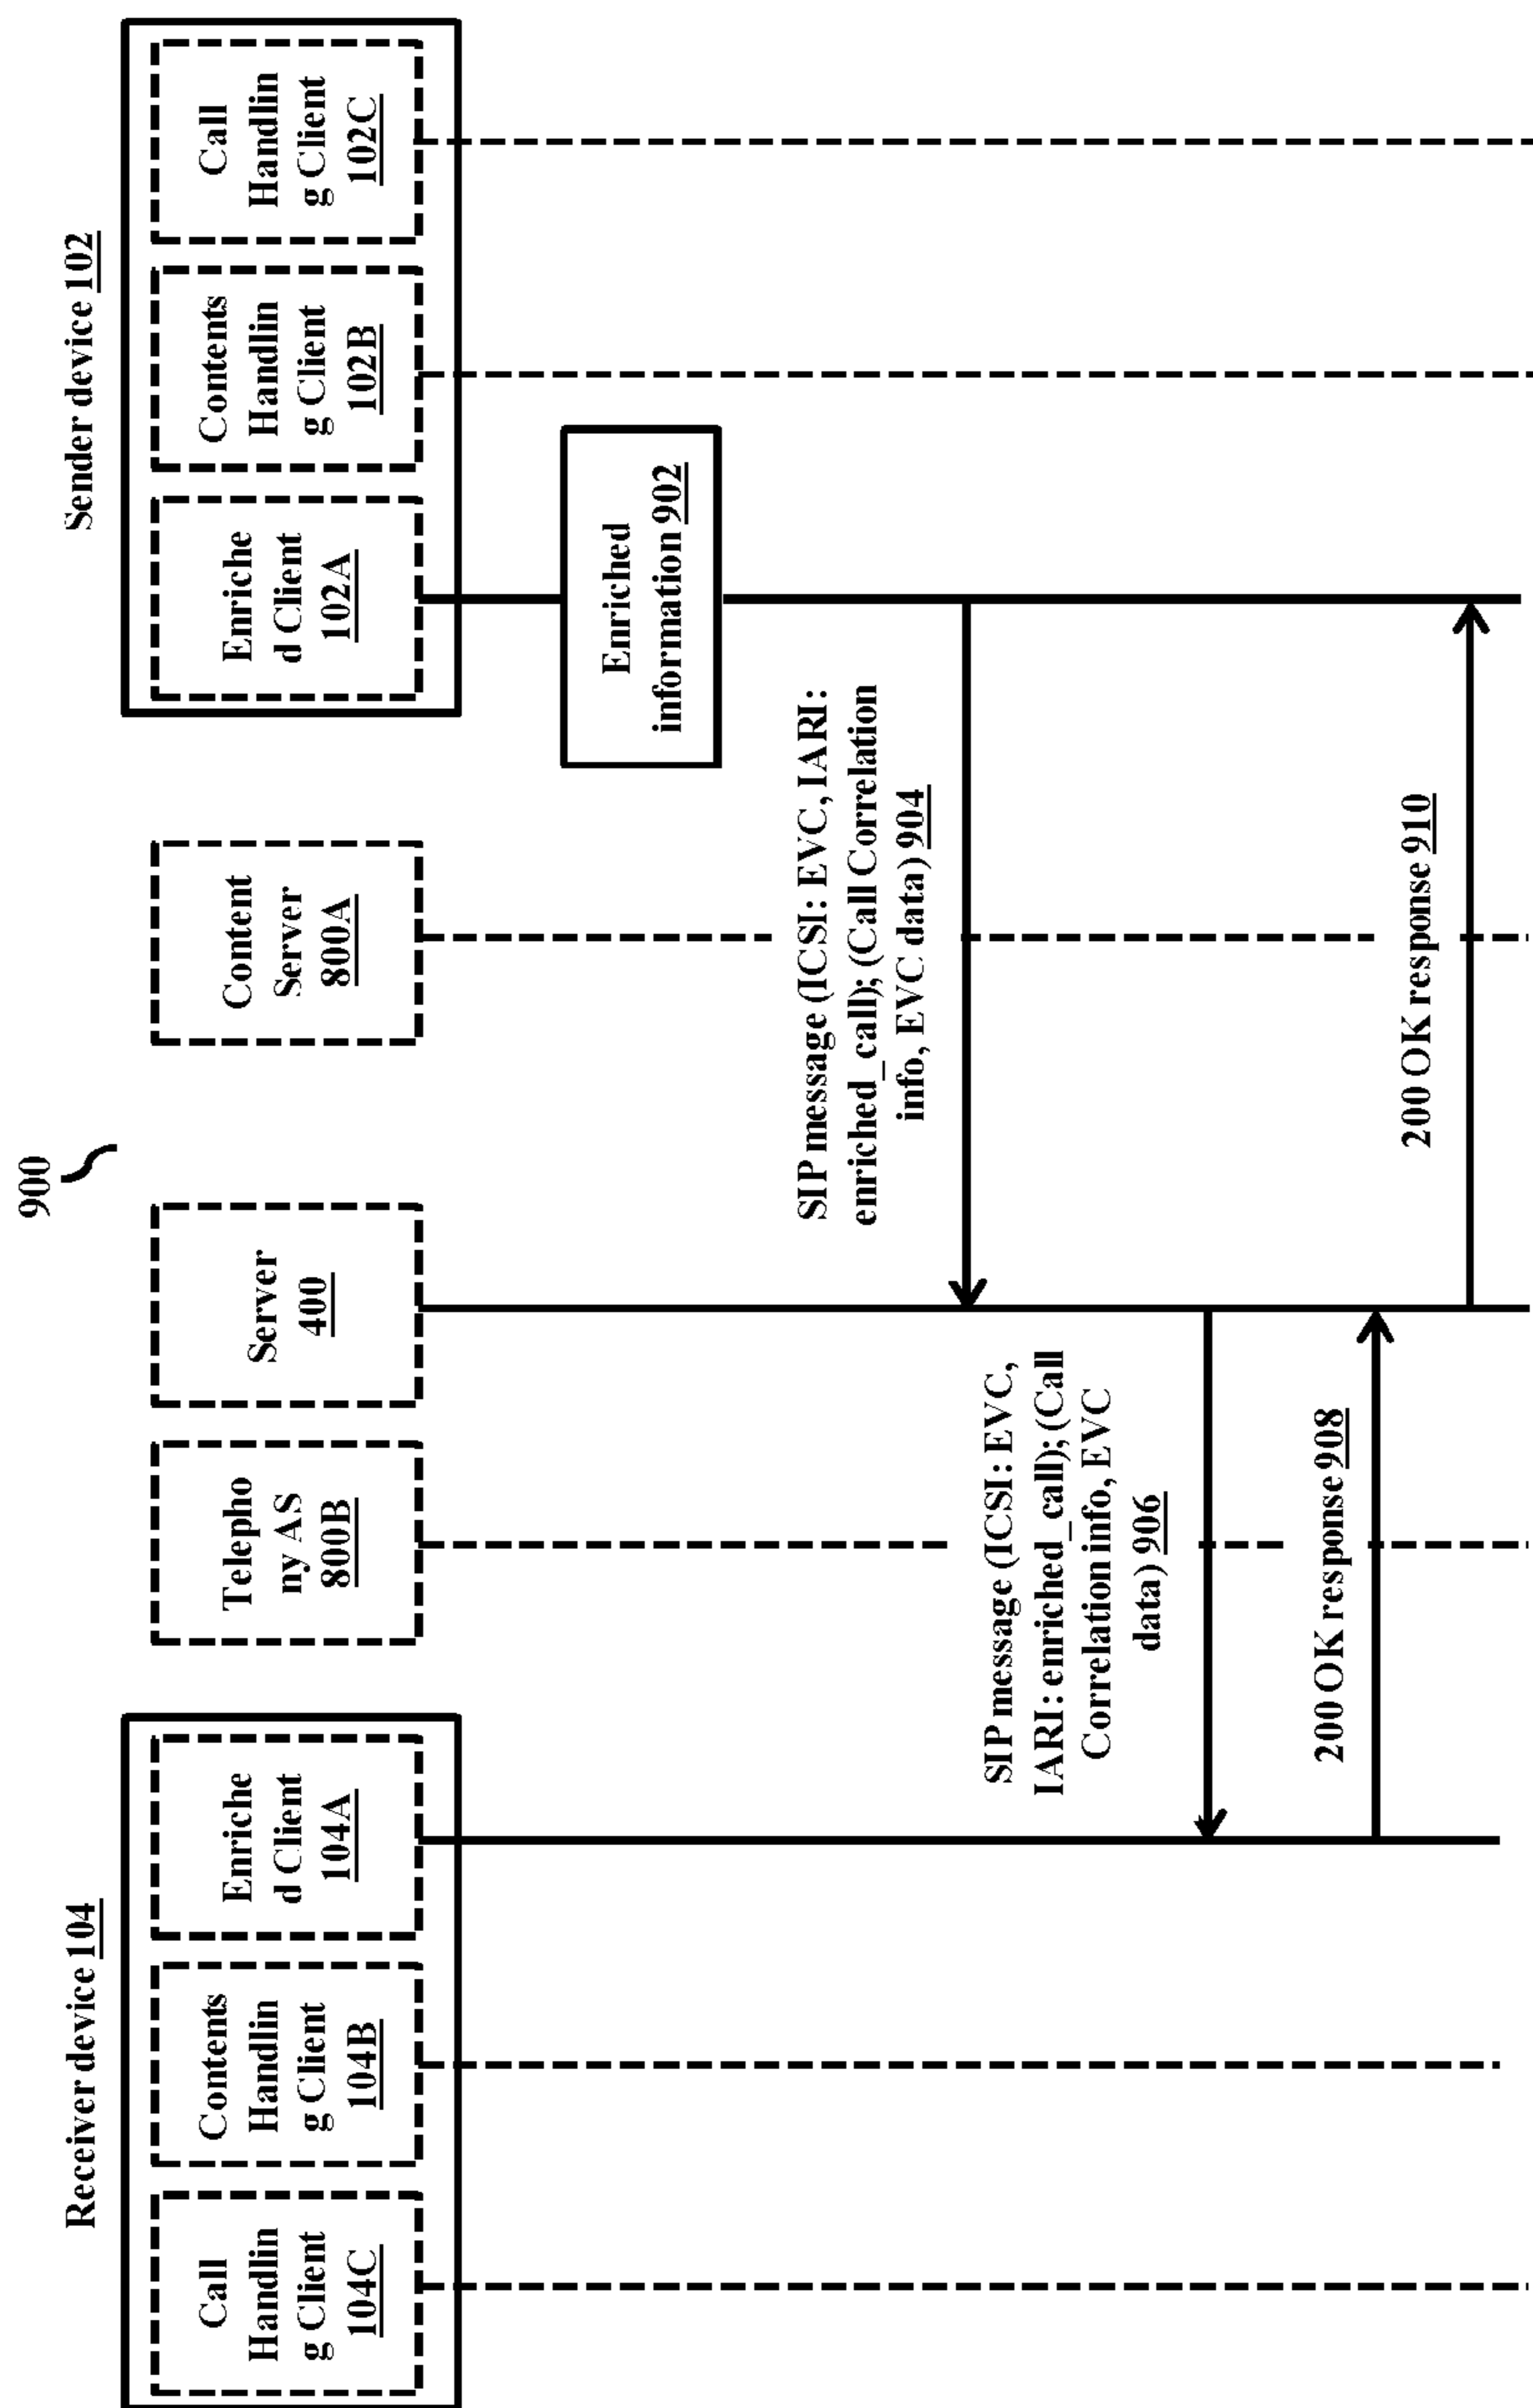 900
Receiver device 104
Sender device 102
Call
Handlin
g Client
104C
Contents
Handlin
g Client
104B
Enriche
d Client
104A
Telepho
ny AS
800B
Server
400
Content
Server
800A
Enriche
d Client
102A
Contents
Handlin
g Client
102B
Call
Handlin
g Client
102C
Enriched
information 902
SIP message (ICSI: EVC, IARI:
enriched_call); (Call Correlation
info, EVC data) 904
SIP message (ICSI: EVC,
IARI: enriched_call); (Call
Correlation info, EVC
data) 906
200 OK response 908
200 OK response 910